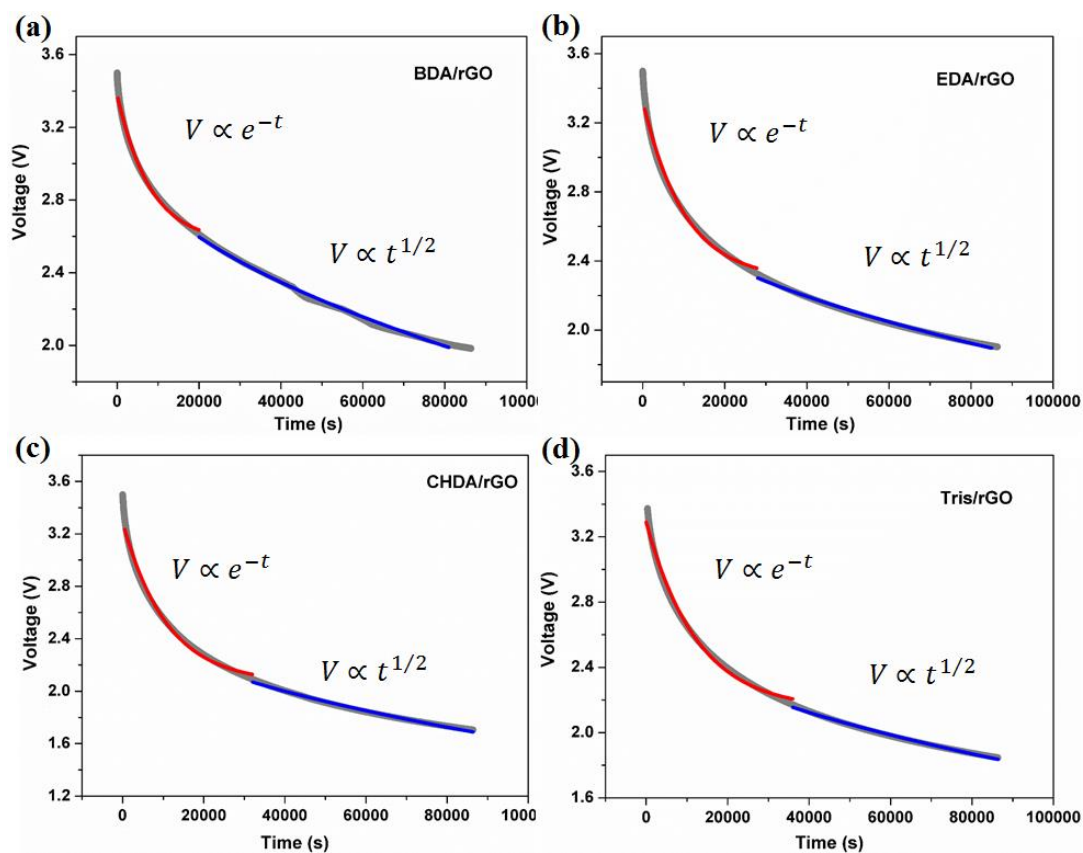 (a)
BDA/rGO
V ∝ e^{-t}
V ∝ t^{1/2}
Voltage (V)
3.6
3.2
2.8
2.4
2.0
0 20000 40000 60000 80000 10000
Time (s)
(b)
EDA/rGO
V ∝ e^{-t}
V ∝ t^{1/2}
Voltage (V)
3.6
3.2
2.8
2.4
2.0
0 20000 40000 60000 80000 100000
Time (s)
(c)
CHDA/rGO
V ∝ e^{-t}
V ∝ t^{1/2}
Voltage (V)
3.6
3.2
2.8
2.4
2.0
1.6
1.2
0 20000 40000 60000 80000 1000
Time (s)
(d)
Tris/rGO
V ∝ e^{-t}
V ∝ t^{1/2}
Voltage (V)
3.6
3.2
2.8
2.4
2.0
1.6
0 20000 40000 60000 80000 100000
Time (s)